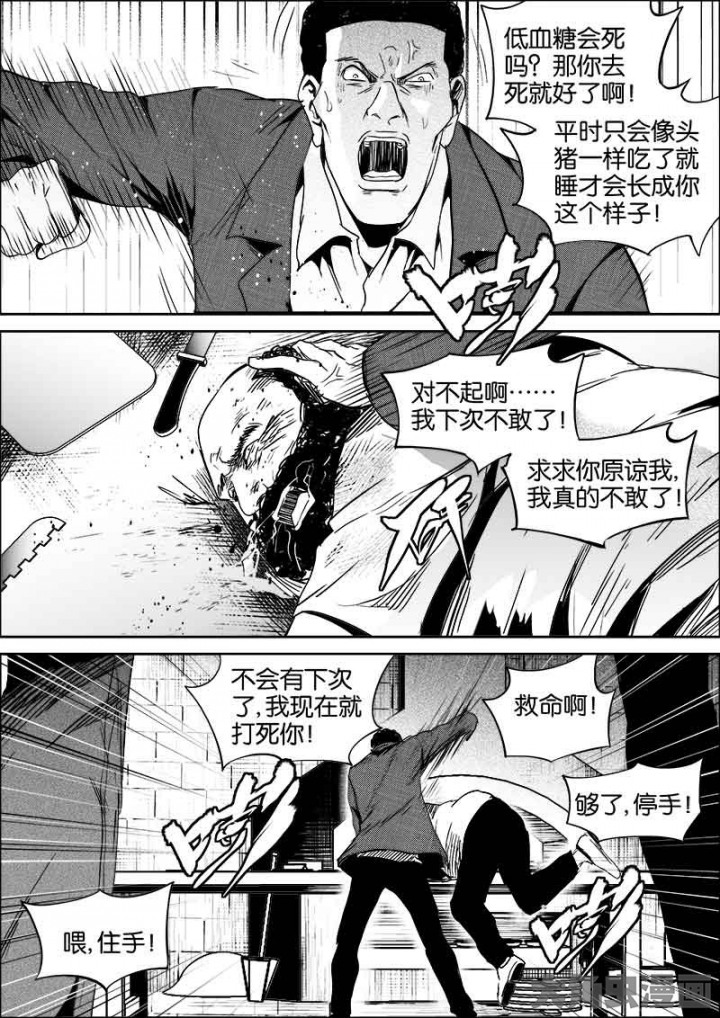 低血糖会死
吗？那你去
死就好了啊！
平时只会像头
猪一样吃了就
睡才会长成你
这个样子！
对不起啊……
我下次不敢了！
求求你原谅我，
我真的不敢了！
不会有下次
了，我现在就
打死你！
救命啊！
够了，停手！
喂，住手！
漫画